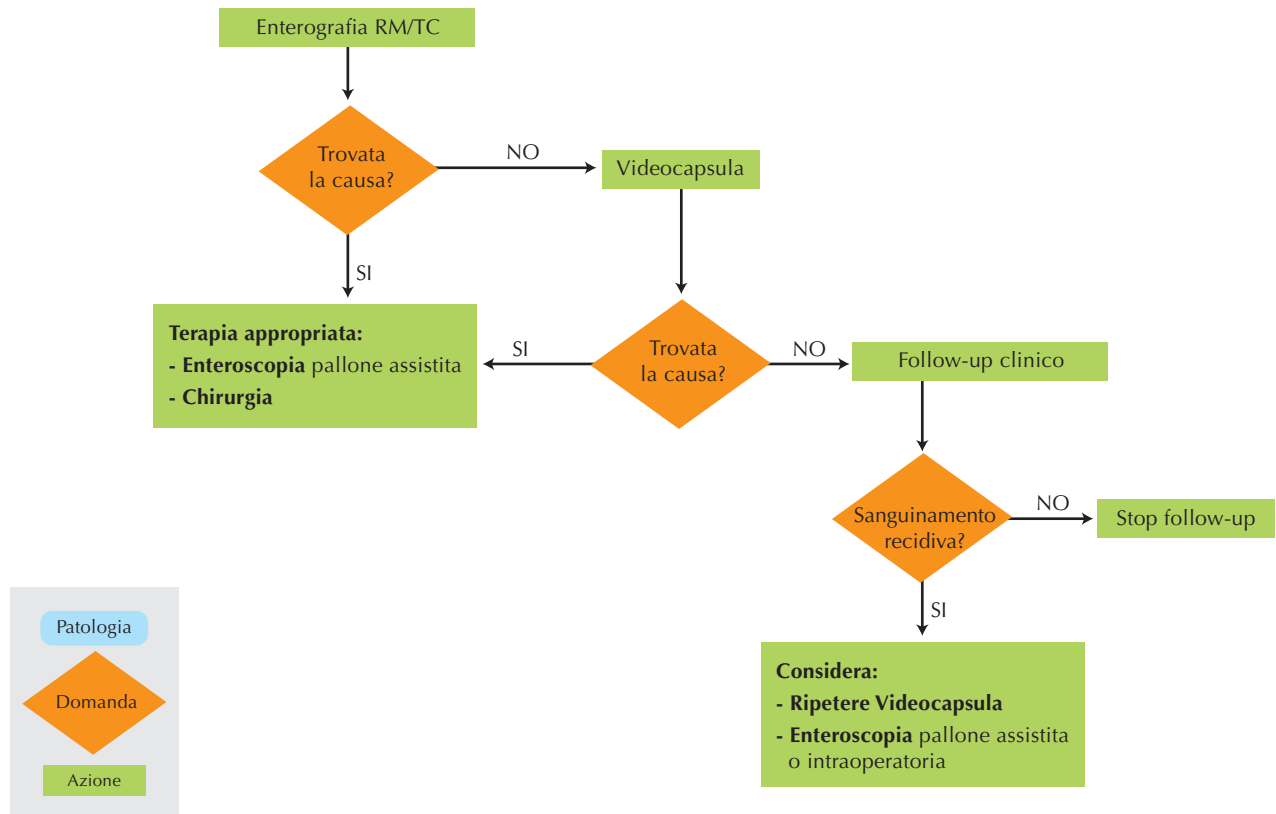 Enterografia RM/TC
Trovata
la causa?
NO
Videocapsula
SI
Terapia appropriata:
- Enteroscopia pallone assistita
- Chirurgia
SI
Trovata
la causa?
NO
Follow-up clinico
Sanguinamento
recidiva?
NO
Stop follow-up
SI
Considera:
- Ripetere Videocapsula
- Enteroscopia pallone assistita
o intraoperatoria
Patologia
Domanda
Azione